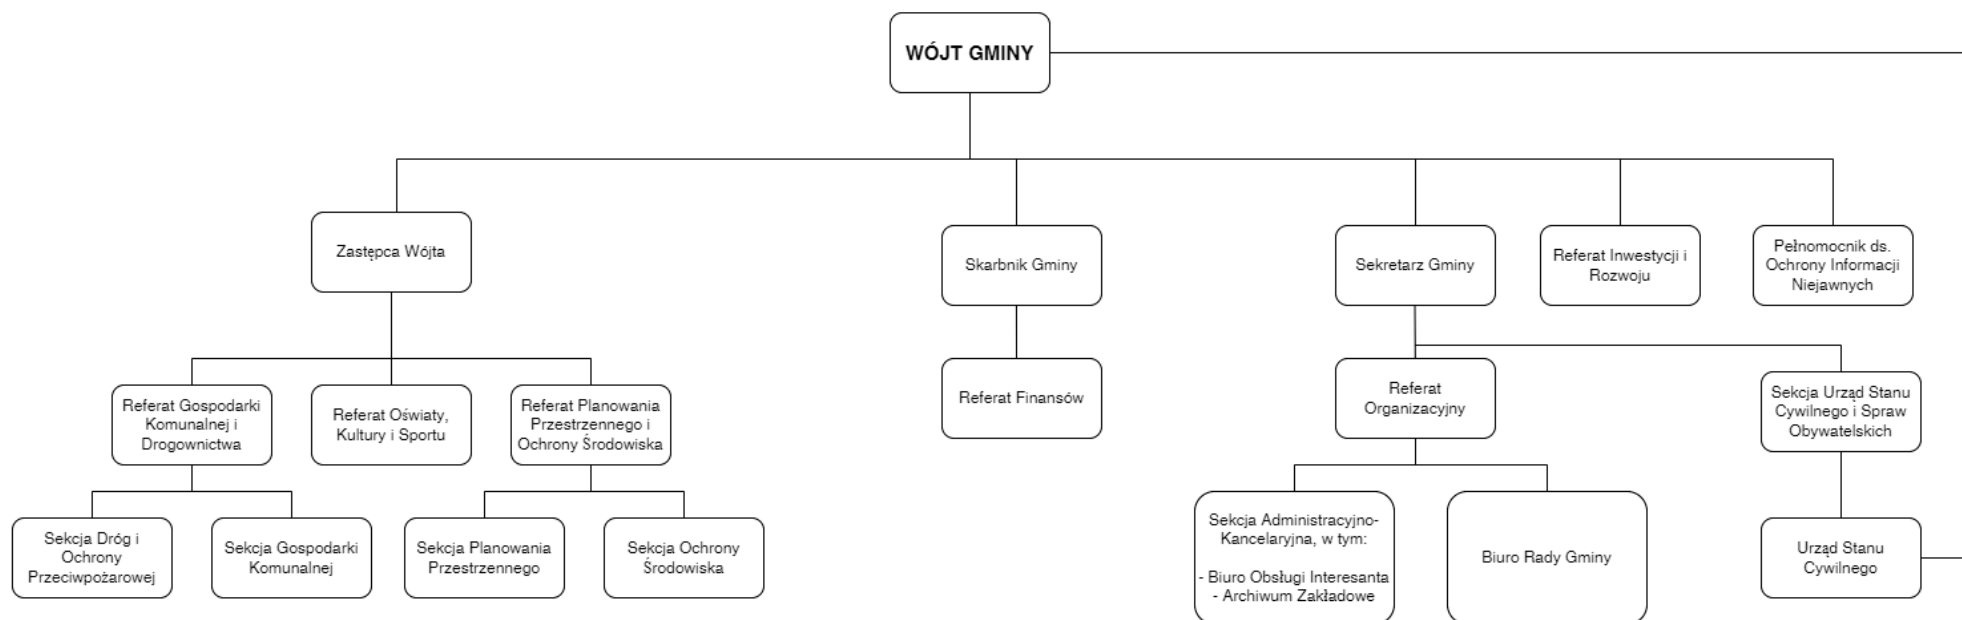 WÓJT GMINY
Zastępca Wójta
Skarbnik Gminy
Sekretarz Gminy
Referat Inwestycji i
Rozwoju
Pełnomocnik ds.
Ochrony Informacji
Niejawnych
Referat Gospodarki
Komunalnej i
Drogownictwa
Referat Oświaty,
Kultury i Sportu
Referat Planowania
Przestrzennego i
Ochrony Środowiska
Referat Finansów
Referat
Organizacyjny
Sekcja Urząd Stanu
Cywilnego i Spraw
Obywatelskich
Sekcja Dróg i
Ochrony
Przeciwpożarowej
Sekcja Gospodarki
Komunalnej
Sekcja Planowania
Przestrzennego
Sekcja Ochrony
Środowiska
Sekcja Administracyjno-
Kancelaryjna, w tym:
- Biuro Obsługi Interesanta
- Archiwum Zakładowe
Biuro Rady Gminy
Urząd Stanu
Cywilnego